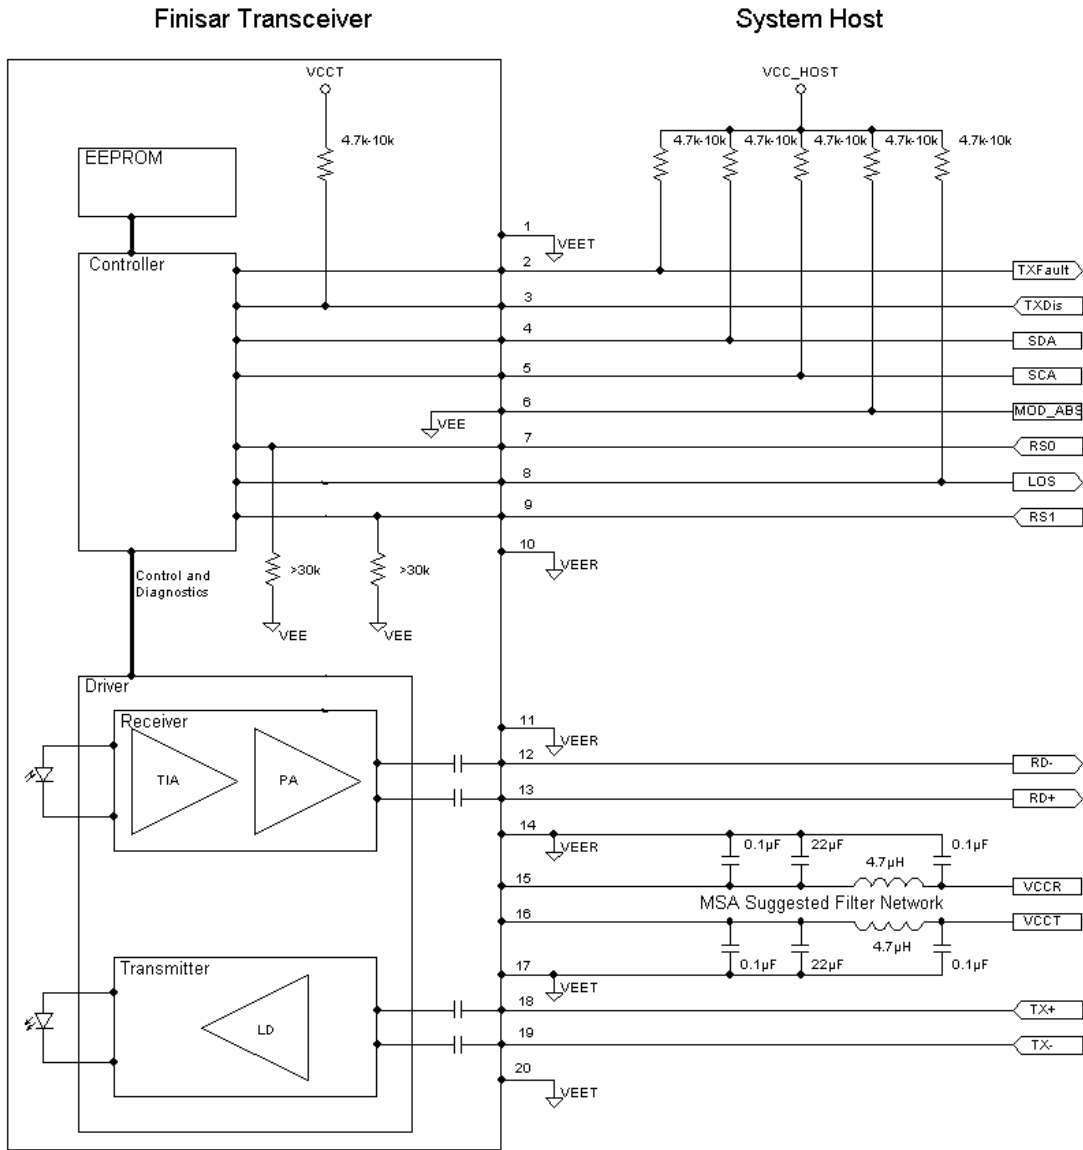 Finisar Transceiver
System Host
VCCT
VCC_HOST
4.7k-10k
4.7k-10k
4.7k-10k
4.7k-10k
4.7k-10k
4.7k-10k
EEPROM
1
VEET
Controller
2
TXFault
3
TXDis
4
SDA
5
SCA
6
MOD_ABS
VEE
7
RS0
8
LOS
9
RS1
10
VEER
>30k
>30k
Control and
Diagnostics
VEE
VEE
Driver
Receiver
11
VEER
12
RD-
TIA
PA
13
RD+
14
VEER
0.1µF
22µF
0.1µF
4.7µH
15
VCCR
MSA Suggested Filter Network
16
VCCT
4.7µH
0.1µF
22µF
0.1µF
Transmitter
17
VEET
18
TX+
LD
19
TX-
20
VEET